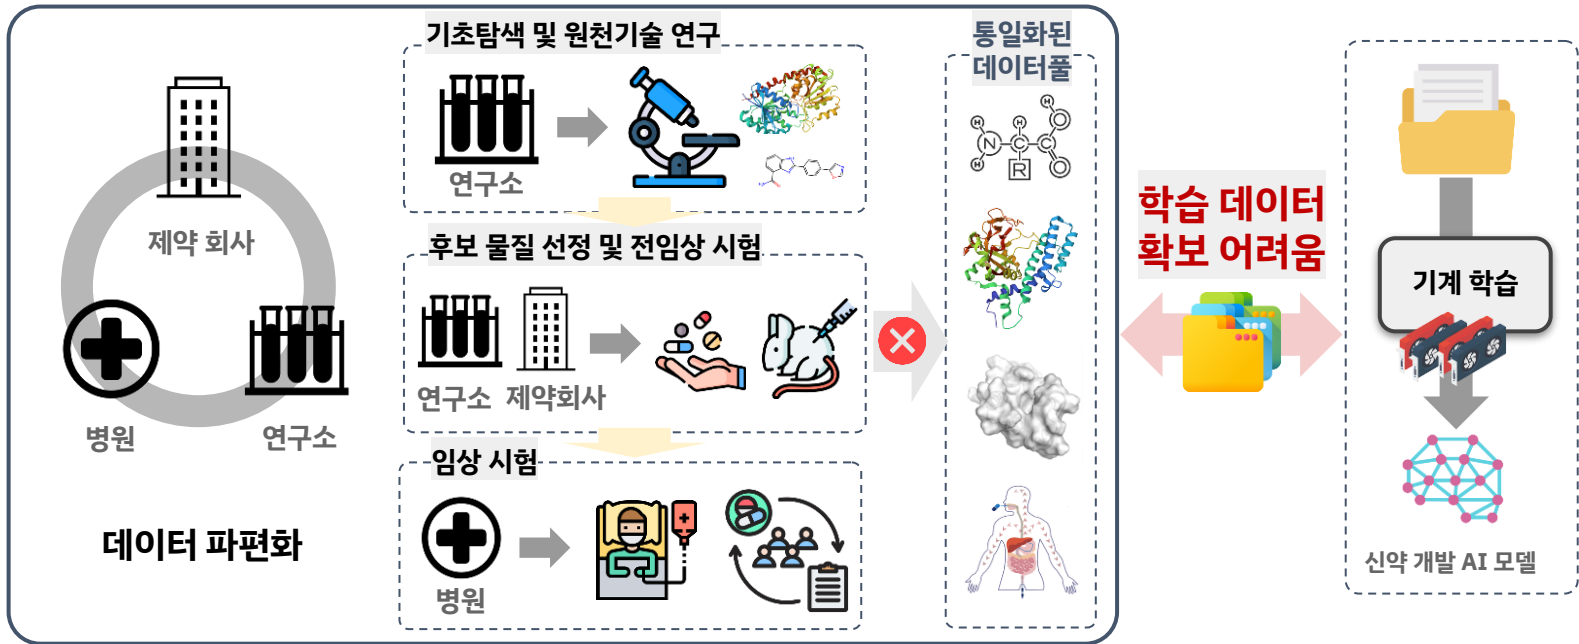 제약 회사
병원
연구소
데이터 파편화
기초탐색 및 원천기술 연구
연구소
후보 물질 선정 및 전임상 시험
연구소
제약회사
임상 시험
병원
통일화된
데이터풀
H
H
N
H
C
R
C
O
H
O
학습 데이터
확보 어려움
기계 학습
신약 개발 AI 모델